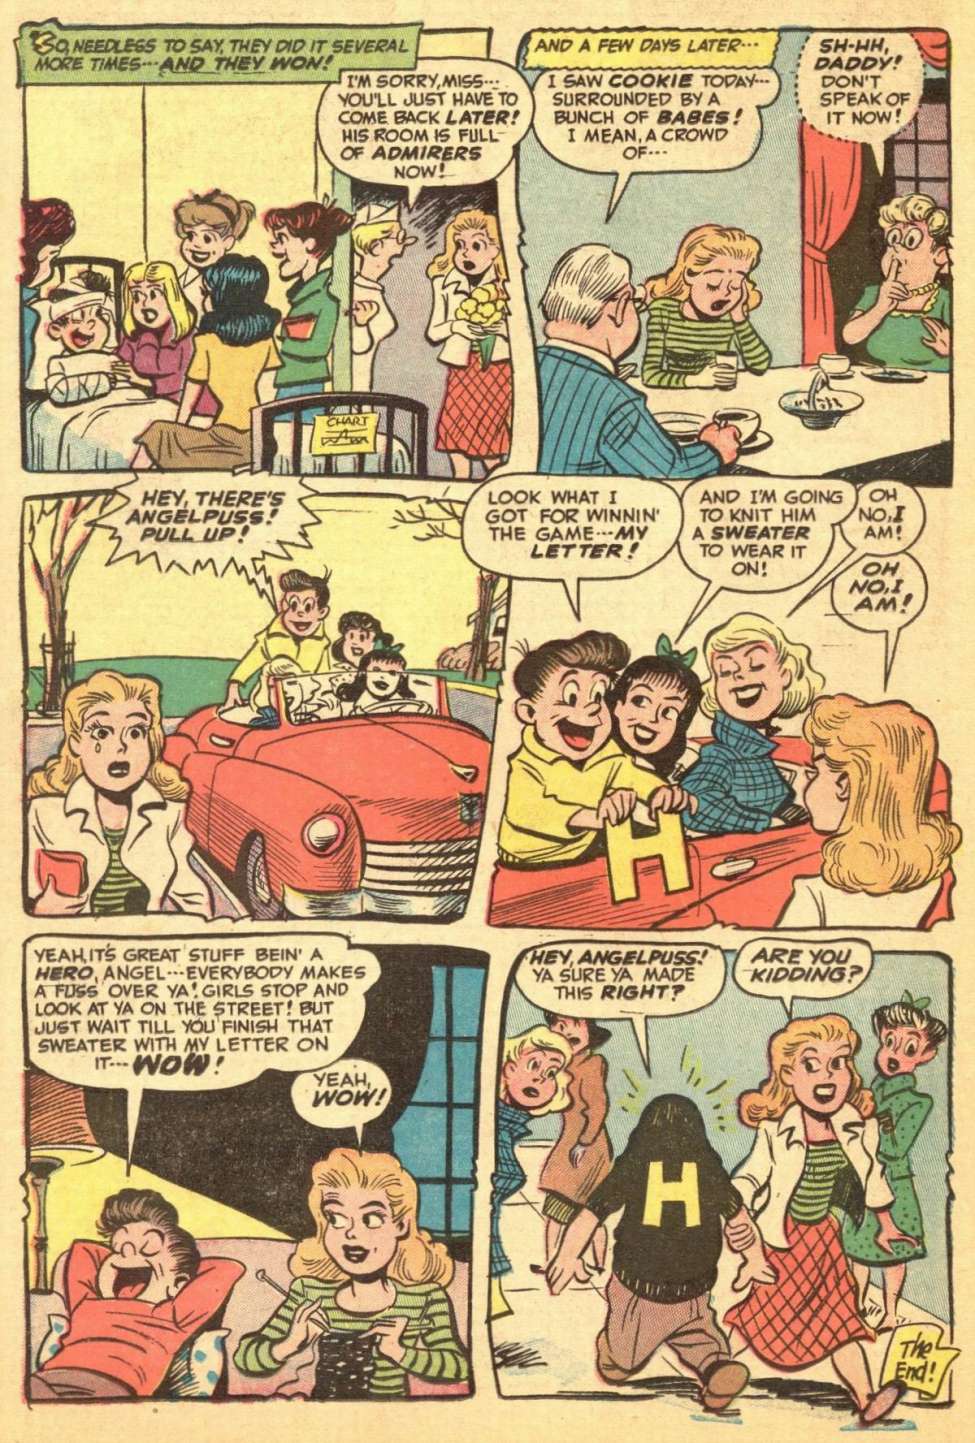 "SO, NEEDLESS TO SAY, THEY DID IT SEVERAL
MORE TIMES--- AND THEY WON!
I'M SORRY, MISS---
YOU'LL JUST HAVE TO
COME BACK LATER!
HIS ROOM IS FULL
OF ADMIRERS
NOW!
CHART
AND A FEW DAYS LATER---
I SAW COOKIE TODAY---
SURROUNDED BY A
BUNCH OF BABES!
I MEAN, A CROWD
OF---
SH-HH,
DADDY!
DON'T
SPEAK OF
IT NOW!
HEY, THERE'S
ANGELPUSS!
PULL UP!
LOOK WHAT I
GOT FOR WINNIN'
THE GAME---MY
LETTER!
AND I'M GOING
TO KNIT HIM
A SWEATER
TO WEAR IT
ON!
OH
NO, I
AM!
OH
NO, I
AM!
H
YEAH, IT'S GREAT STUFF BEIN' A
HERO, ANGEL---EVERYBODY MAKES
A FUSS OVER YA! GIRLS STOP AND
LOOK AT YA ON THE STREET! BUT
JUST WAIT TILL YOU FINISH THAT
SWEATER WITH MY LETTER ON
IT---WOW!
YEAH,
WOW!
HEY, ANGELPUSS!
YA SURE YA MADE
THIS RIGHT?
ARE YOU
KIDDING?
H
The
End!